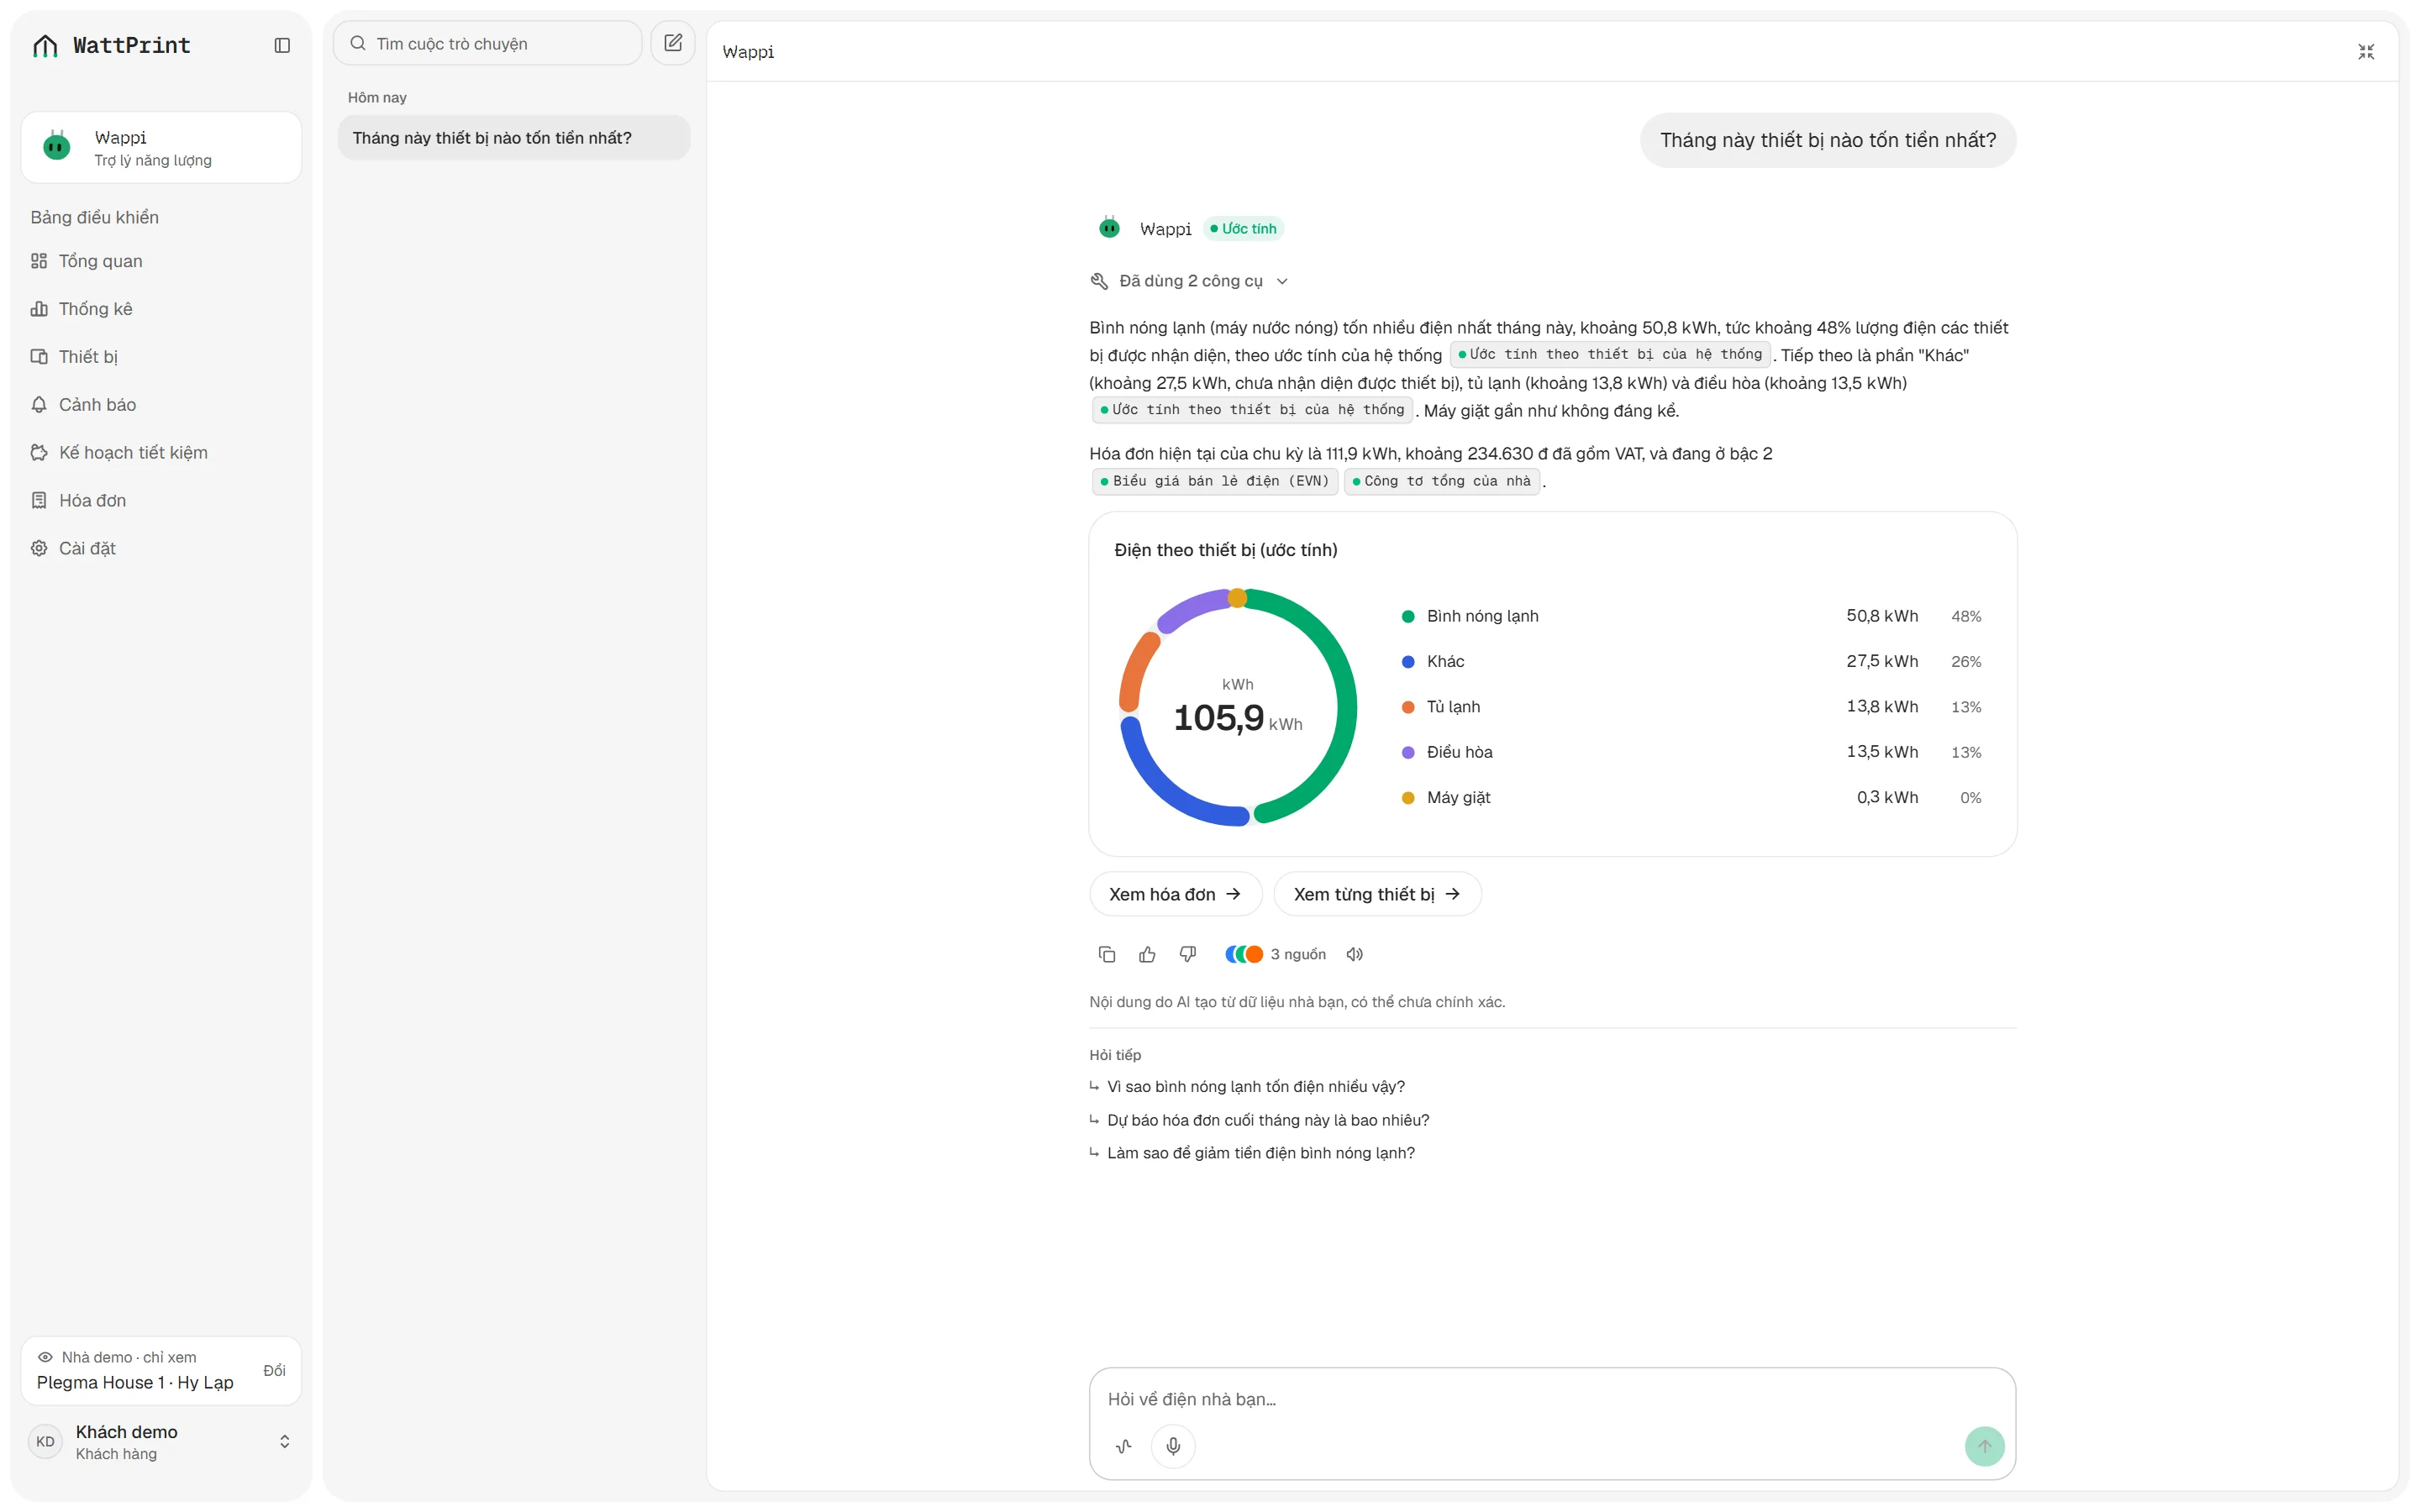 WattPrint
Wappi
Trợ lý năng lượng
Bảng điều khiển
Tổng quan
Thống kê
Thiết bị
Cảnh báo
Kế hoạch tiết kiệm
Hóa đơn
Cài đặt
Nhà demo · chỉ xem
Plegma House 1 · Hy Lạp
Đổi
KD
Khách demo
Khách hàng
Tìm cuộc trò chuyện
Hôm nay
Tháng này thiết bị nào tốn tiền nhất?
Wappi
Tháng này thiết bị nào tốn tiền nhất?
Wappi
Ước tính
Đã dùng 2 công cụ
Bình nóng lạnh (máy nước nóng) tốn nhiều điện nhất tháng này, khoảng 50,8 kWh, tức khoảng 48% lượng điện các thiết
bị được nhận diện, theo ước tính của hệ thống Ước tính theo thiết bị của hệ thống . Tiếp theo là phần "Khác"
(khoảng 27,5 kWh, chưa nhận diện được thiết bị), tủ lạnh (khoảng 13,8 kWh) và điều hòa (khoảng 13,5 kWh)
Ước tính theo thiết bị của hệ thống . Máy giặt gần như không đáng kể.
Hóa đơn hiện tại của chu kỳ là 111,9 kWh, khoảng 234.630 đ đã gồm VAT, và đang ở bậc 2
Biểu giá bán lẻ điện (EVN) Công tơ tổng của nhà .
Điện theo thiết bị (ước tính)
kWh
105,9 kWh
Bình nóng lạnh 50,8 kWh 48%
Khác 27,5 kWh 26%
Tủ lạnh 13,8 kWh 13%
Điều hòa 13,5 kWh 13%
Máy giặt 0,3 kWh 0%
Xem hóa đơn
Xem từng thiết bị
3 nguồn
Nội dung do AI tạo từ dữ liệu nhà bạn, có thể chưa chính xác.
Hỏi tiếp
Vì sao bình nóng lạnh tốn điện nhiều vậy?
Dự báo hóa đơn cuối tháng này là bao nhiêu?
Làm sao để giảm tiền điện bình nóng lạnh?
Hỏi về điện nhà bạn...